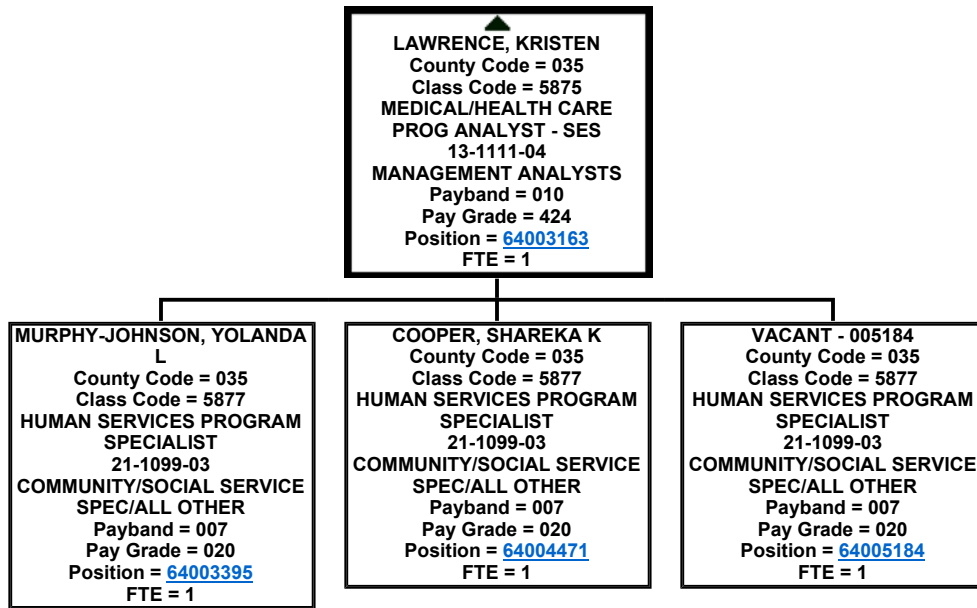 LAWRENCE, KRISTEN
County Code = 035
Class Code = 5875
MEDICAL/HEALTH CARE
PROG ANALYST - SES
13-1111-04
MANAGEMENT ANALYSTS
Payband = 010
Pay Grade = 424
Position = 64003163
FTE = 1
MURPHY-JOHNSON, YOLANDA
L
County Code = 035
Class Code = 5877
HUMAN SERVICES PROGRAM
SPECIALIST
21-1099-03
COMMUNITY/SOCIAL SERVICE
SPEC/ALL OTHER
Payband = 007
Pay Grade = 020
Position = 64003395
FTE = 1
COOPER, SHAREKA K
County Code = 035
Class Code = 5877
HUMAN SERVICES PROGRAM
SPECIALIST
21-1099-03
COMMUNITY/SOCIAL SERVICE
SPEC/ALL OTHER
Payband = 007
Pay Grade = 020
Position = 64004471
FTE = 1
VACANT - 005184
County Code = 035
Class Code = 5877
HUMAN SERVICES PROGRAM
SPECIALIST
21-1099-03
COMMUNITY/SOCIAL SERVICE
SPEC/ALL OTHER
Payband = 007
Pay Grade = 020
Position = 64005184
FTE = 1